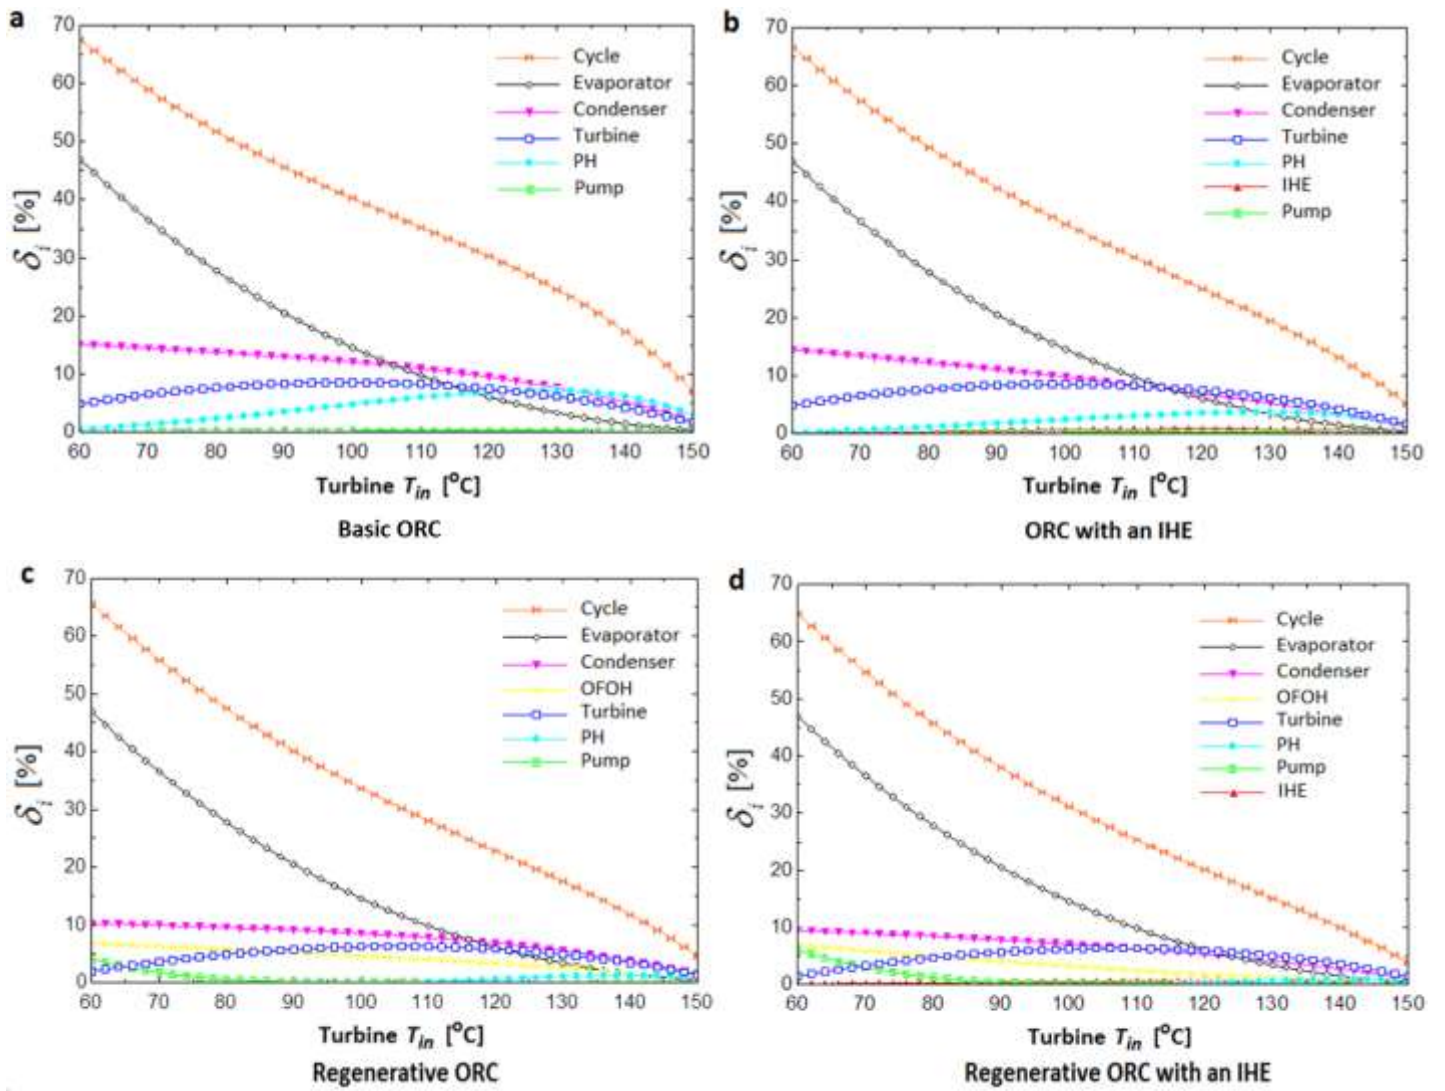 a
70
60
50
40
30
20
10
0
δi [%]
Cycle
Evaporator
Condenser
Turbine
PH
Pump
60 70 80 90 100 110 120 130 140 150
Turbine Tin [°C]
Basic ORC
b
70
60
50
40
30
20
10
0
δi [%]
Cycle
Evaporator
Condenser
Turbine
PH
IHE
Pump
60 70 80 90 100 110 120 130 140 150
Turbine Tin [°C]
ORC with an IHE
c
70
60
50
40
30
20
10
0
δi [%]
Cycle
Evaporator
Condenser
OFOH
Turbine
PH
Pump
60 70 80 90 100 110 120 130 140 150
Turbine Tin [°C]
Regenerative ORC
d
70
60
50
40
30
20
10
0
δi [%]
Cycle
Evaporator
Condenser
OFOH
Turbine
PH
Pump
IHE
60 70 80 90 100 110 120 130 140 150
Turbine Tin [°C]
Regenerative ORC with an IHE